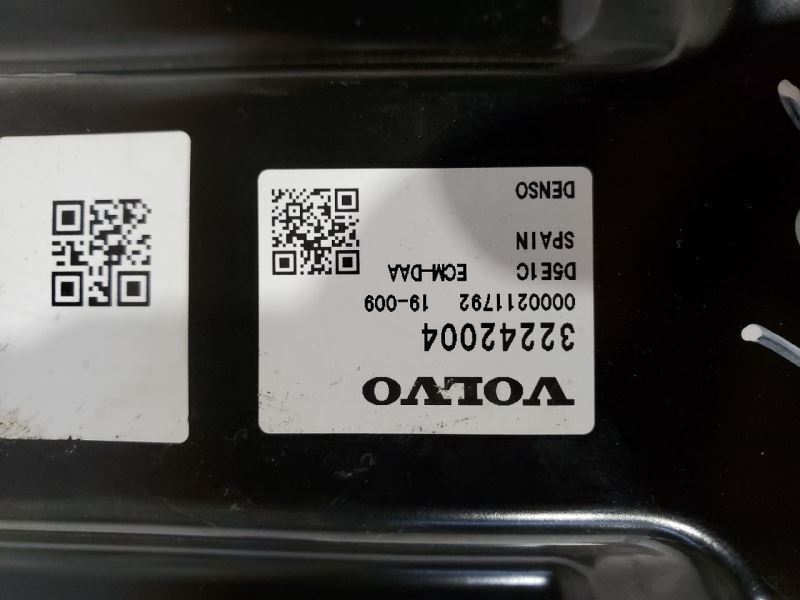 VOLVO
32242004
0000211792 19-009
D5E1C ECM-DAA
SPAIN
DENSO